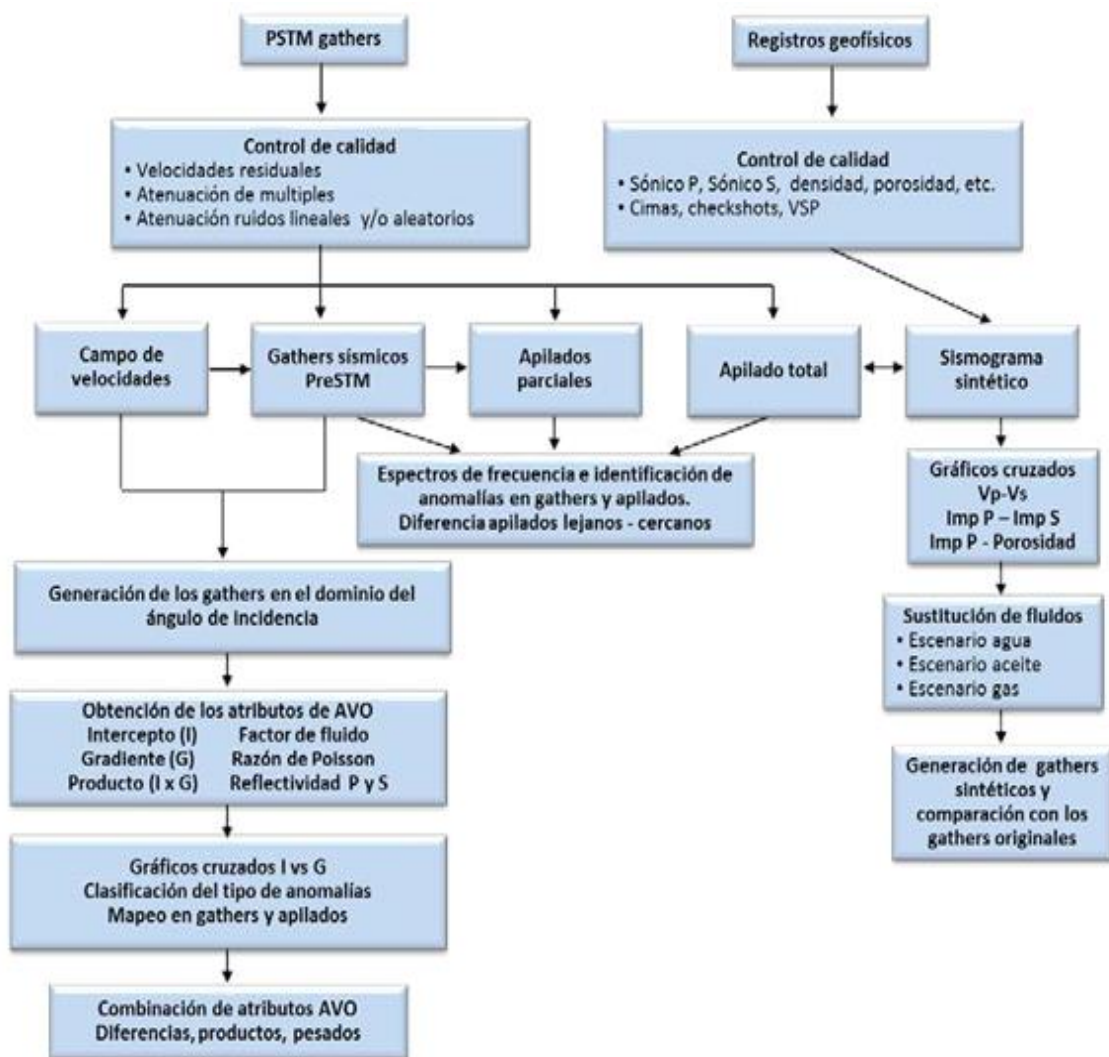 PSTM gathers
Registros geofísicos
Control de calidad
• Velocidades residuales
• Atenuación de multiples
• Atenuación ruidos lineales y/o aleatorios
Control de calidad
• Sónico P, Sónico S, densidad, porosidad, etc.
• Cimas, checkshots, VSP
Campo de
velocidades
Gathers sísmicos
PreSTM
Apilados
parciales
Apilado total
Sismograma
sintético
Espectros de frecuencia e identificación de
anomalías en gathers y apilados.
Diferencia apilados lejanos - cercanos
Gráficos cruzados
Vp-Vs
Imp P – Imp S
Imp P - Porosidad
Generación de los gathers en el dominio del
ángulo de incidencia
Sustitución de fluidos
• Escenario agua
• Escenario aceite
• Escenario gas
Obtención de los atributos de AVO
Intercepto (I) Factor de fluido
Gradiente (G) Razón de Poisson
Producto (I x G) Reflectividad P y S
Generación de gathers
sintéticos y
comparación con los
gathers originales
Gráficos cruzados I vs G
Clasificación del tipo de anomalías
Mapeo en gathers y apilados
Combinación de atributos AVO
Diferencias, productos, pesados